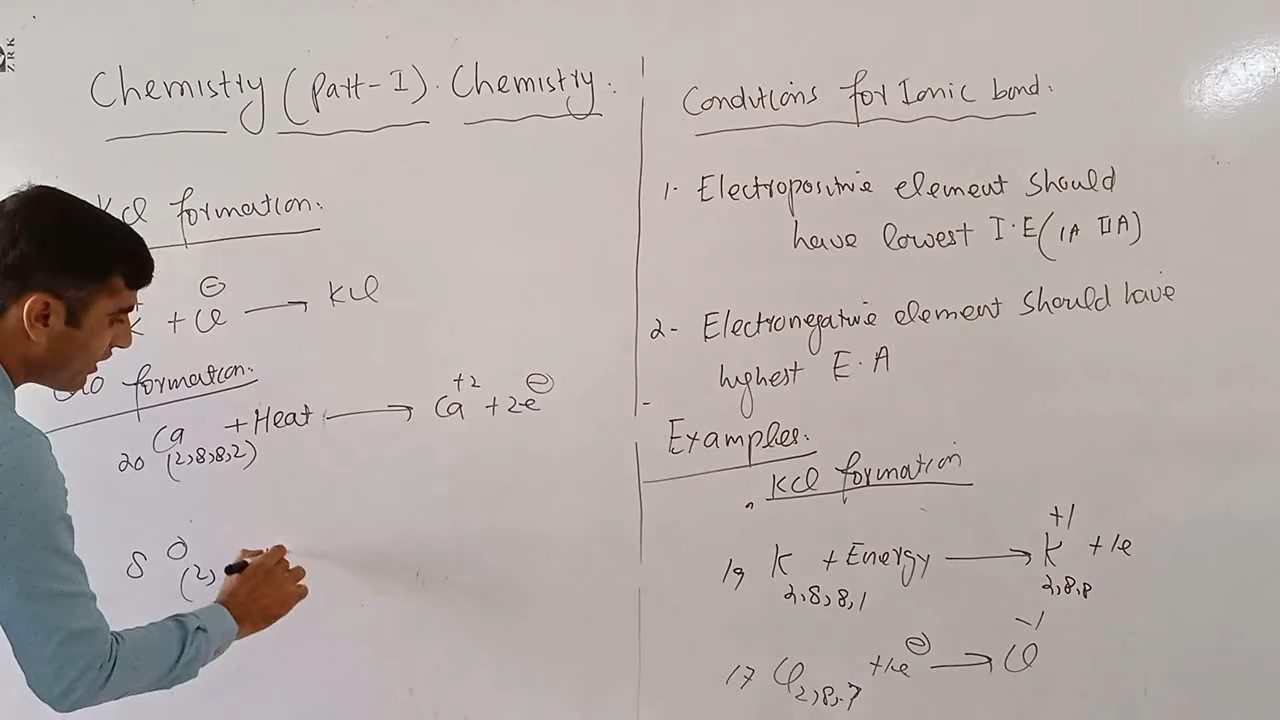 ZRK
Chemistry (Part-I). Chemistry.
KCl formation.
+ Cl⊖ → KCl
formation.
20 Ca (2,8,8,2) + Heat → Ca+2 + 2e⊖
8 O (2,
Conditions for Ionic bond.
1. Electropositive element should
have lowest I.E (IA IIA)
2- Electronegative element should have
highest E.A
Examples.
KCl formation
19 K 2,8,8,1 + Energy → K+1 2,8,8 + 1e
17 Cl 2,8,7 + 1e⊖ → Cl-1